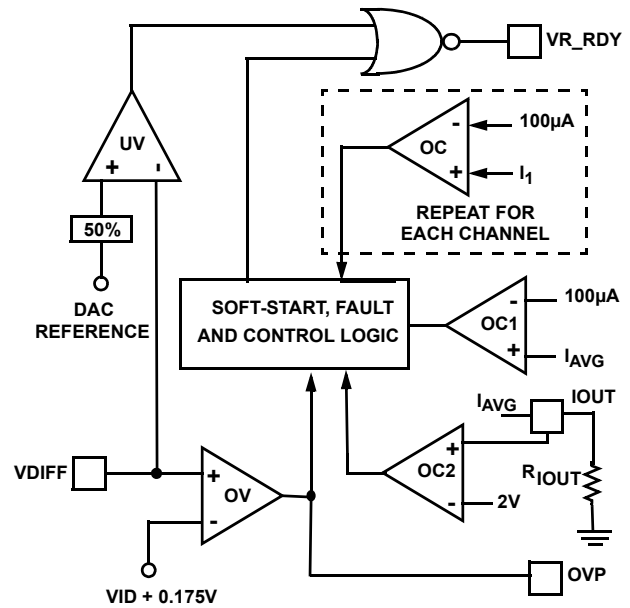 VR_RDY
UV
+ -
50%
DAC
REFERENCE
- 100µA
OC
+ I1
REPEAT FOR
EACH CHANNEL
SOFT-START, FAULT
AND CONTROL LOGIC
- 100µA
OC1
+ IAVG
IAVG IOUT
+
OC2
- 2V
RIOUT
VDIFF
+
OV
-
VID + 0.175V
OVP